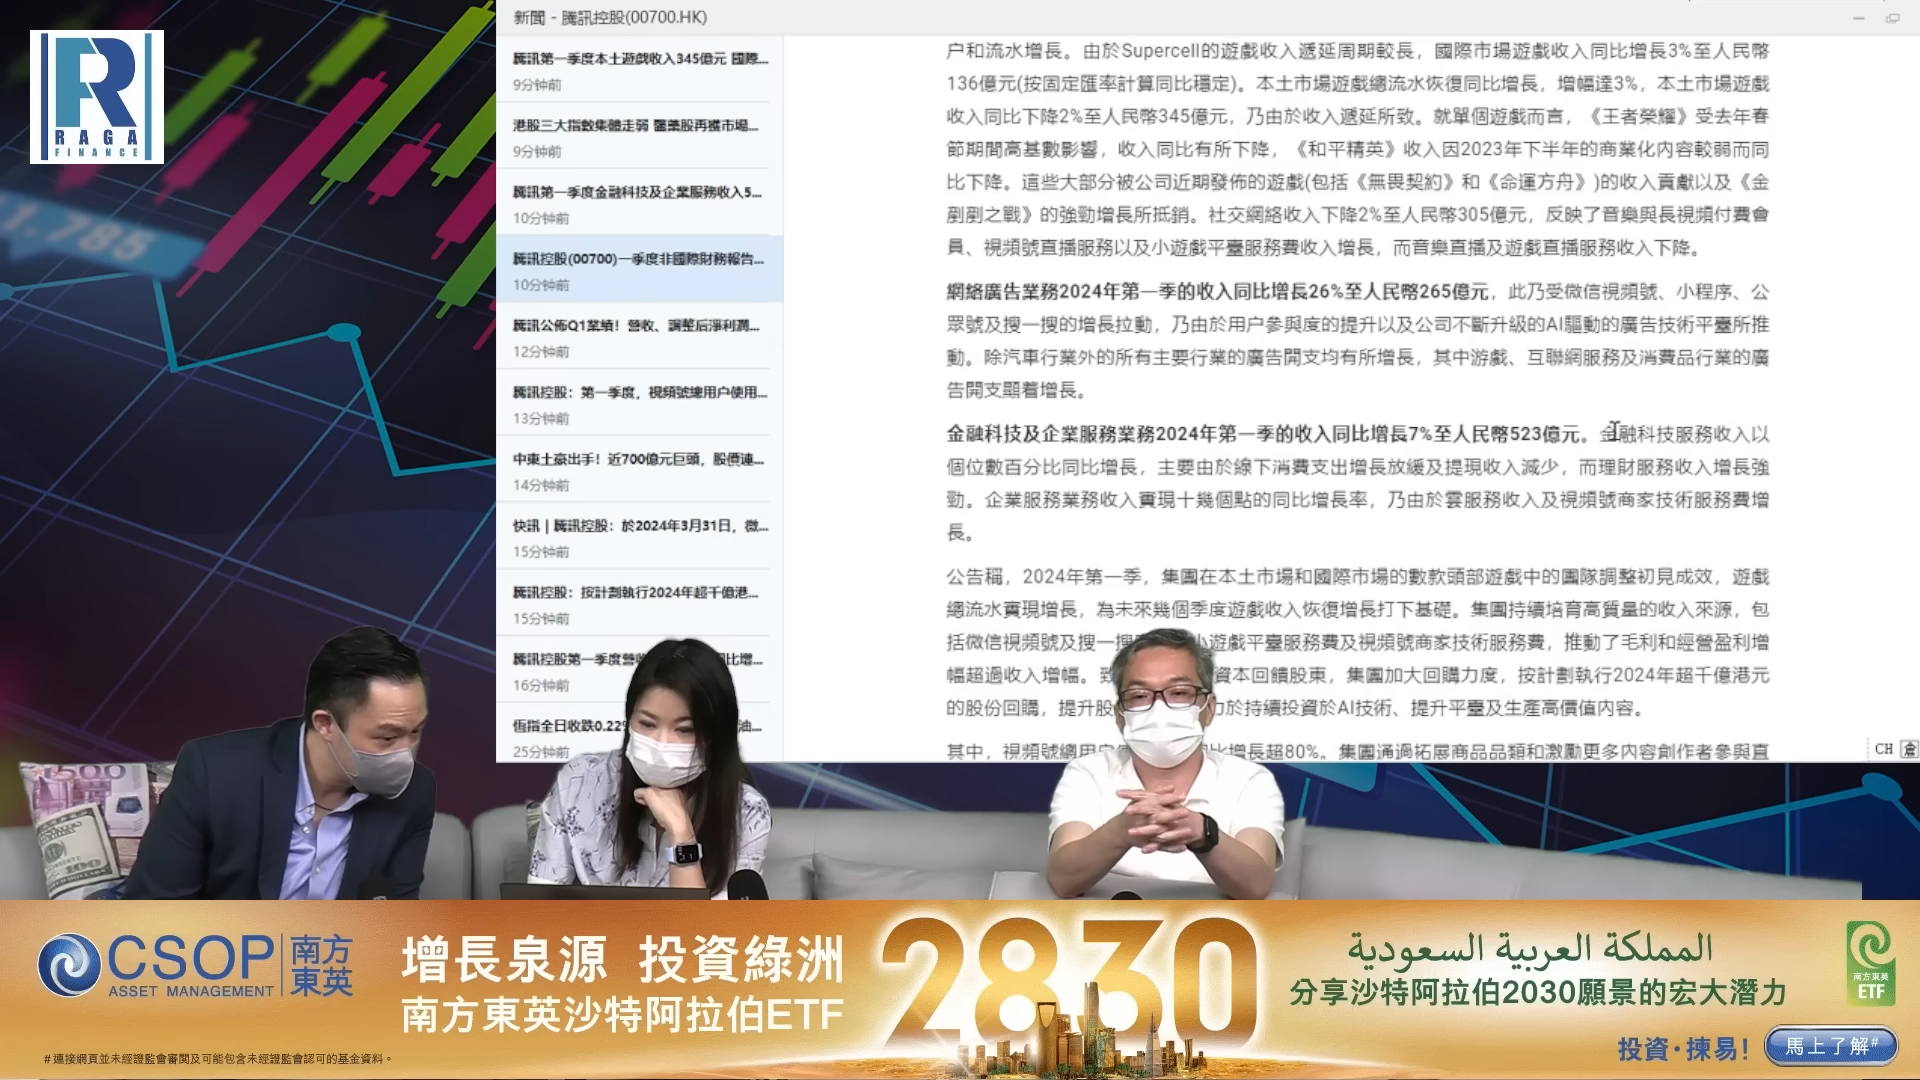 RAGA
FINANCE
1.785
新聞 - 騰訊控股(00700.HK)
騰訊第一季度本土遊戲收入345億元 國際...
9分钟前
港股三大指數集體走弱 醫藥股再獲市場...
9分钟前
騰訊第一季度金融科技及企業服務收入5...
10分钟前
騰訊控股(00700)一季度非國際財務報告...
10分钟前
騰訊公佈Q1業績！營收、調整后淨利潤...
12分钟前
騰訊控股：第一季度，視頻號總用户使用...
13分钟前
中東土豪出手！近700億元巨頭，股價連...
14分钟前
快訊 | 騰訊控股：於2024年3月31日，微...
15分钟前
騰訊控股：按計劃執行2024年超千億港...
15分钟前
騰訊控股第一季度營 比增...
16分钟前
恆指全日收跌0.22 油...
25分钟前
户和流水增長。由於Supercell的遊戲收入遞延周期較長，國際市場遊戲收入同比增長3%至人民幣
136億元(按固定匯率計算同比穩定)。本土市場遊戲總流水恢復同比增長，增幅達3%，本土市場遊戲
收入同比下降2%至人民幣345億元，乃由於收入遞延所致。就單個遊戲而言，《王者榮耀》受去年春
節期間高基數影響，收入同比有所下降，《和平精英》收入因2023年下半年的商業化内容較弱而同
比下降。這些大部分被公司近期發佈的遊戲(包括《無畏契約》和《命運方舟》)的收入貢獻以及《金
剷剷之戰》的強勁增長所抵銷。社交網絡收入下降2%至人民幣305億元，反映了音樂與長視頻付費會
員、視頻號直播服務以及小遊戲平臺服務費收入增長，而音樂直播及遊戲直播服務收入下降。
網絡廣告業務2024年第一季的收入同比增長26%至人民幣265億元，此乃受微信視頻號、小程序、公
眾號及搜一搜的增長拉動，乃由於用户參與度的提升以及公司不斷升級的AI驅動的廣告技術平臺所推
動。除汽車行業外的所有主要行業的廣告開支均有所增長，其中游戲、互聯網服務及消費品行業的廣
告開支顯着增長。
金融科技及企業服務業務2024年第一季的收入同比增長7%至人民幣523億元。金融科技服務收入以
個位數百分比同比增長，主要由於線下消費支出增長放緩及提現收入減少，而理財服務收入增長強
勁。企業服務業務收入實現十幾個點的同比增長率，乃由於雲服務收入及視頻號商家技術服務費增
長。
公告稱，2024年第一季，集團在本土市場和國際市場的數款頭部遊戲中的團隊調整初見成效，遊戲
總流水實現增長，為未來幾個季度遊戲收入恢復增長打下基礎。集團持續培育高質量的收入來源，包
括微信視頻號及搜一搜 小遊戲平臺服務費及視頻號商家技術服務費，推動了毛利和經營盈利增
幅超過收入增幅。 資本回饋股東，集團加大回購力度，按計劃執行2024年超千億港元
的股份回購，提升股 力於持續投資於AI技術、提升平臺及生產高價值内容。
其中，視頻號總用户 比增長超80%。集團通過拓展商品品類和激勵更多内容創作者參與直
CH 倉
CSOP
ASSET MANAGEMENT
南方
東英
增長泉源 投資綠洲
南方東英沙特阿拉伯ETF
2830
المملكة العربية السعودية
分享沙特阿拉伯2030願景的宏大潛力
投資·揀易！
馬上了解#
南方東英
ETF
#連接網頁並未經證監會審閱及可能包含未經證監會認可的基金資料。